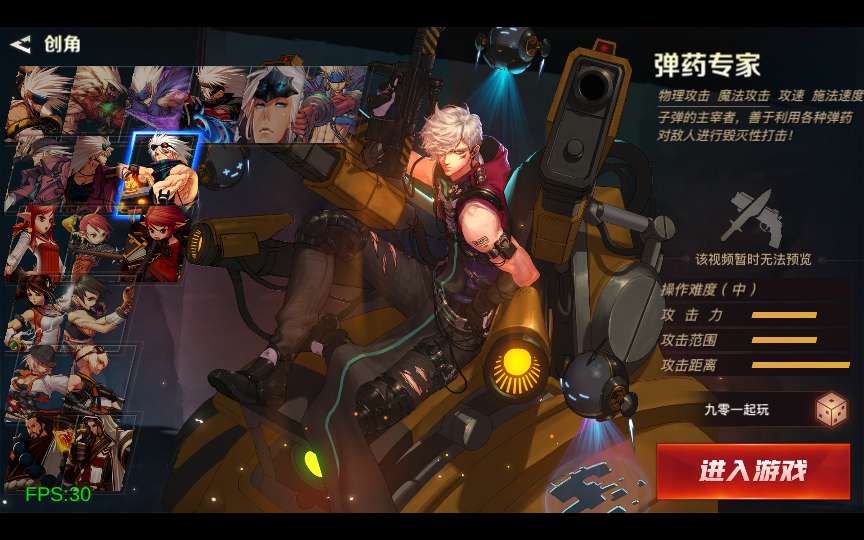 创角
弹药专家
物理攻击 魔法攻击 攻速 施法速度
子弹的主宰者，善于利用各种弹药
对敌人进行毁灭性打击！
该视频暂时无法预览
操作难度（中）
攻 击 力
攻击范围
攻击距离
九零一起玩
进入游戏
FPS:30